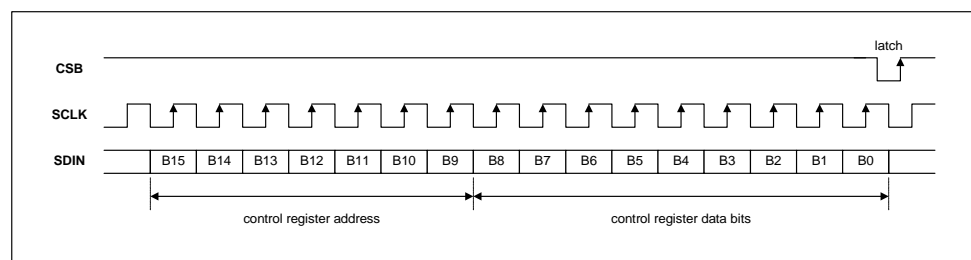 latch
CSB
SCLK
SDIN B15 B14 B13 B12 B11 B10 B9 B8 B7 B6 B5 B4 B3 B2 B1 B0
control register address control register data bits